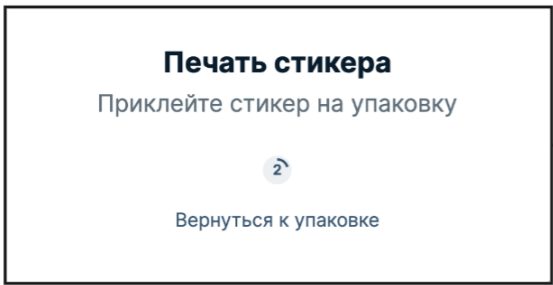 Печать стикера
Приклейте стикер на упаковку
2
Вернуться к упаковке